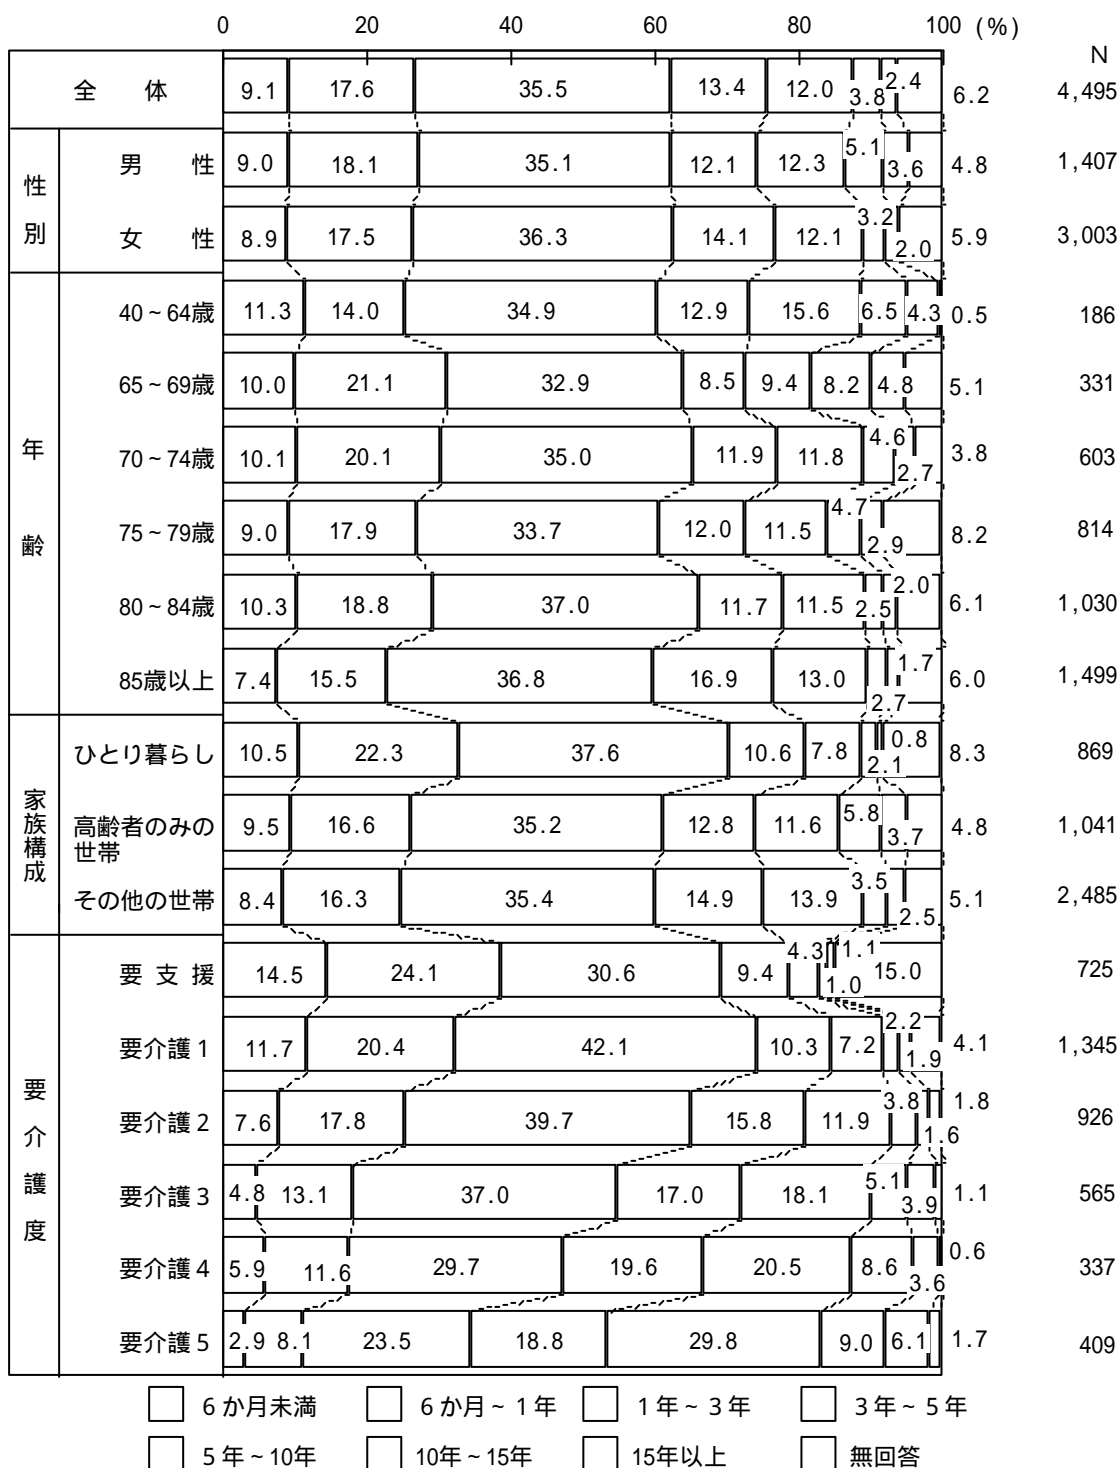 0 20 40 60 80 100 (%)
N
全 体 9.1 17.6 35.5 13.4 12.0 3.8 2.4 6.2 4,495
性別
男 性 9.0 18.1 35.1 12.1 12.3 5.1 3.6 4.8 1,407
女 性 8.9 17.5 36.3 14.1 12.1 3.2 2.0 5.9 3,003
年齢
40~64歳 11.3 14.0 34.9 12.9 15.6 6.5 4.3 0.5 186
65~69歳 10.0 21.1 32.9 8.5 9.4 8.2 4.8 5.1 331
70~74歳 10.1 20.1 35.0 11.9 11.8 4.6 2.7 3.8 603
75~79歳 9.0 17.9 33.7 12.0 11.5 4.7 2.9 8.2 814
80~84歳 10.3 18.8 37.0 11.7 11.5 2.5 2.0 6.1 1,030
85歳以上 7.4 15.5 36.8 16.9 13.0 2.7 1.7 6.0 1,499
家族構成
ひとり暮らし 10.5 22.3 37.6 10.6 7.8 2.1 0.8 8.3 869
高齢者のみの
世帯 9.5 16.6 35.2 12.8 11.6 5.8 3.7 4.8 1,041
その他の世帯 8.4 16.3 35.4 14.9 13.9 3.5 2.5 5.1 2,485
要介護度
要支援 14.5 24.1 30.6 9.4 4.3 1.0 1.1 15.0 725
要介護1 11.7 20.4 42.1 10.3 7.2 2.2 1.9 4.1 1,345
要介護2 7.6 17.8 39.7 15.8 11.9 3.8 1.6 1.8 926
要介護3 4.8 13.1 37.0 17.0 18.1 5.1 3.9 1.1 565
要介護4 5.9 11.6 29.7 19.6 20.5 8.6 3.6 0.6 337
要介護5 2.9 8.1 23.5 18.8 29.8 9.0 6.1 1.7 409
6か月未満 6か月~1年 1年~3年 3年~5年
5年~10年 10年~15年 15年以上 無回答